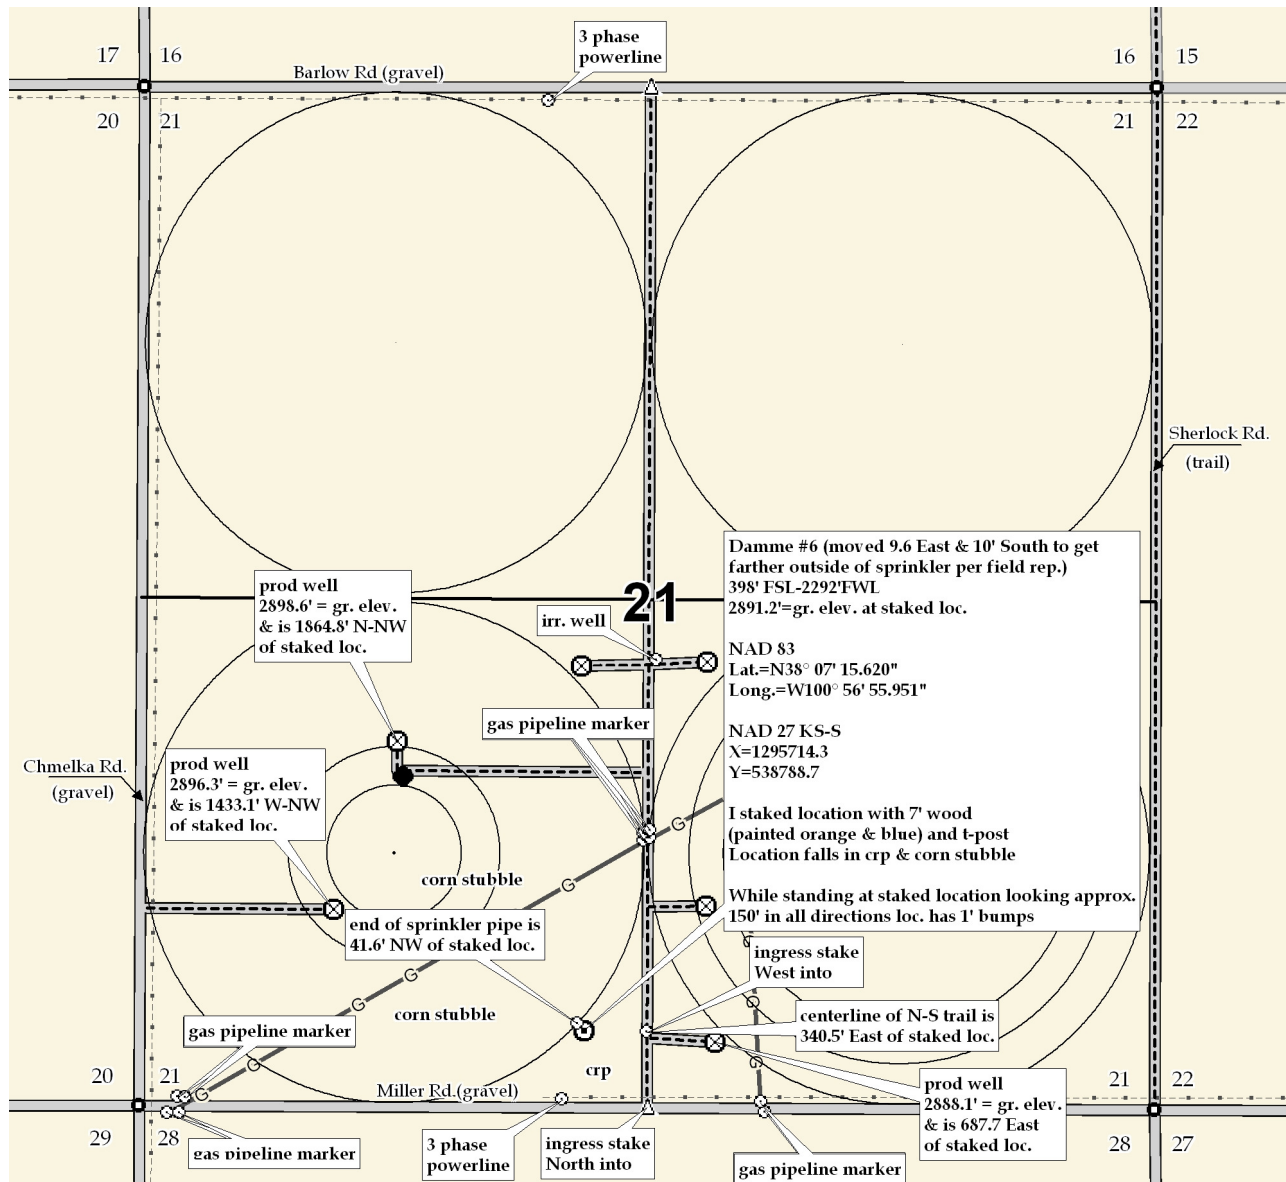 3 phase
powerline
17
16
16
15
Barlow Rd (gravel)
20
21
21
22
Sherlock Rd.
(trail)
Damme #6 (moved 9.6 East & 10' South to get
farther outside of sprinkler per field rep.)
398' FSL-2292'FWL
2891.2'=gr. elev. at staked loc.
NAD 83
Lat.=N38° 07' 15.620"
Long.=W100° 56' 55.951"
NAD 27 KS-S
X=1295714.3
Y=538788.7
I staked location with 7' wood
(painted orange & blue) and t-post
Location falls in crp & corn stubble
While standing at staked location looking approx.
150' in all directions loc. has 1' bumps
prod well
2898.6' = gr. elev.
& is 1864.8' N-NW
of staked loc.
21
irr. well
gas pipeline marker
Chmelka Rd.
(gravel)
prod well
2896.3' = gr. elev.
& is 1433.1' W-NW
of staked loc.
G
corn stubble
G
end of sprinkler pipe is
41.6' NW of staked loc.
G
G
G
ingress stake
West into
G
corn stubble
centerline of N-S trail is
340.5' East of staked loc.
gas pipeline marker
G
G
crp
prod well
2888.1' = gr. elev.
& is 687.7 East
of staked loc.
20
21
21
22
G
Miller Rd.(gravel)
29
28
28
27
gas pipeline marker
3 phase
powerline
ingress stake
North into
gas pipeline marker